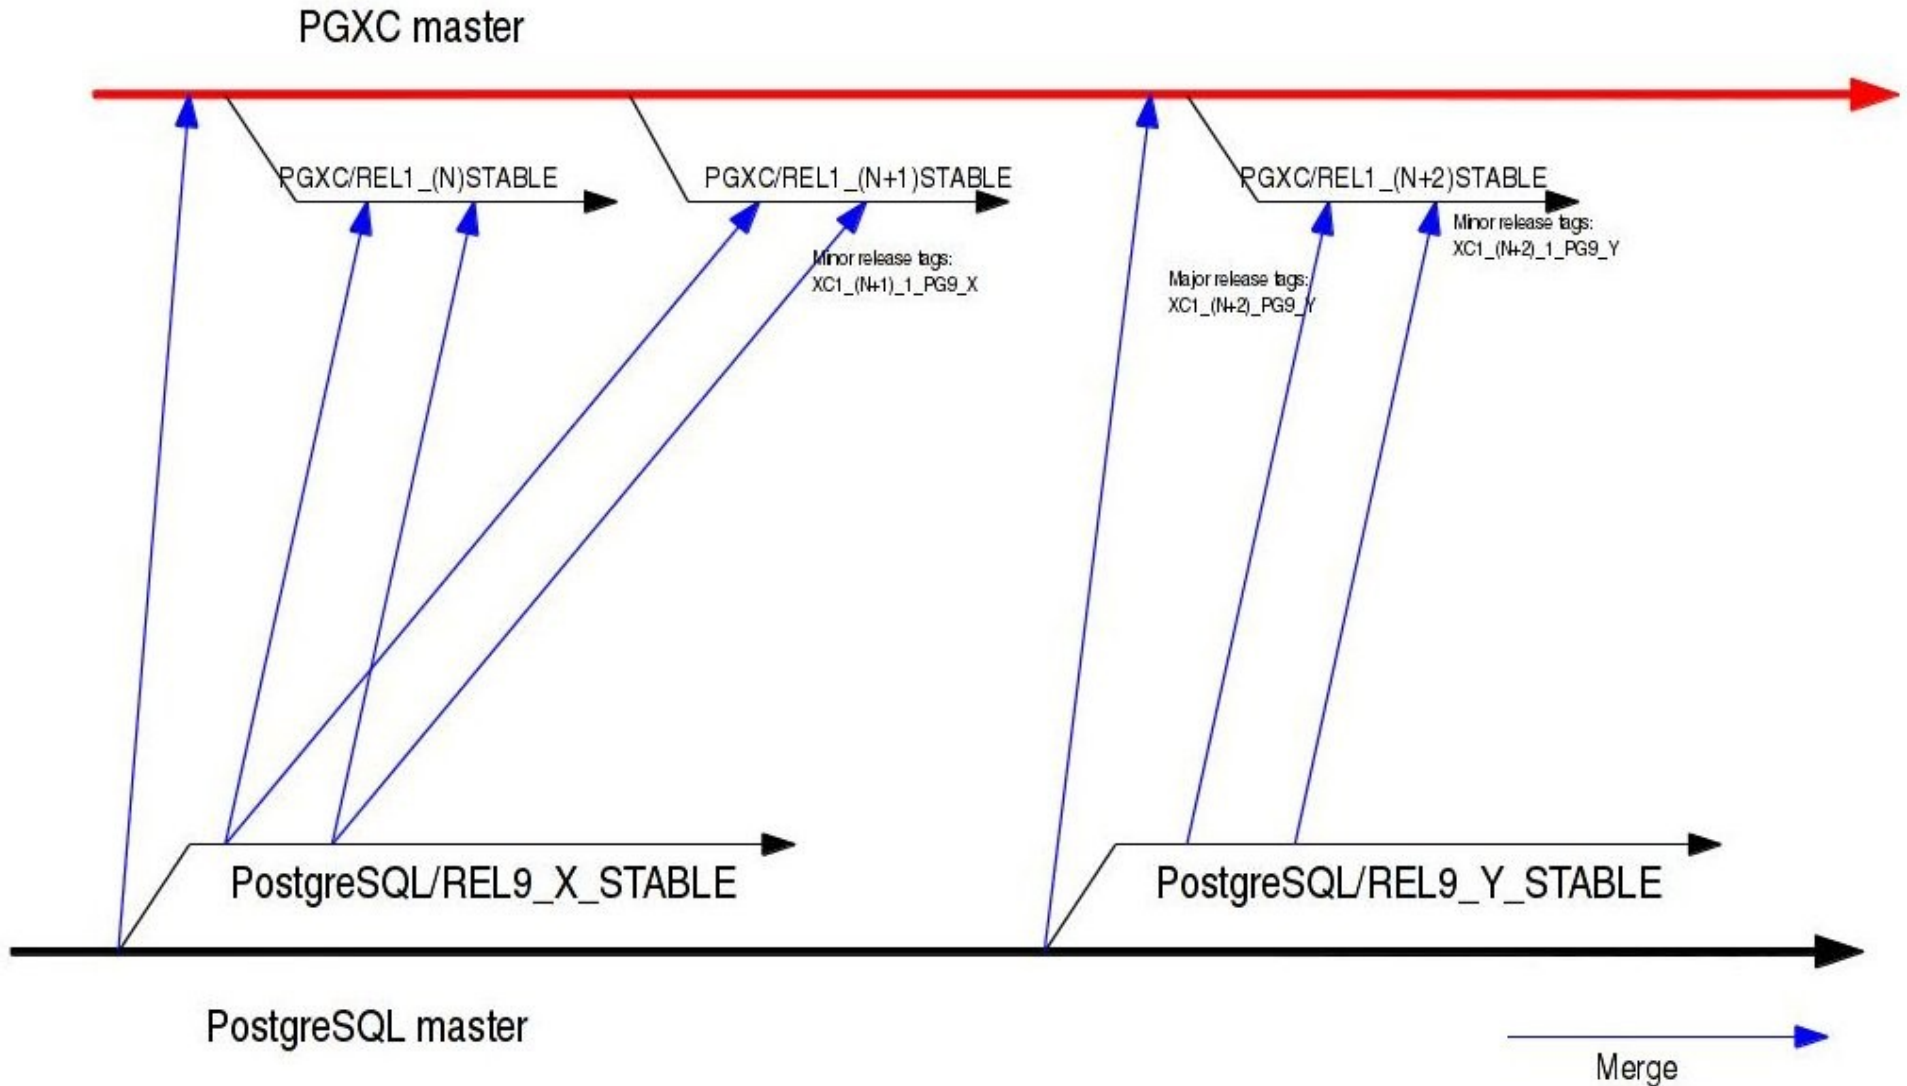 PGXC master
PGXC/REL1_(N)STABLE
PGXC/REL1_(N+1)STABLE
PGXC/REL1_(N+2)STABLE
Minor release tags:
XC1_(N+1)_1_PG9_X
Major release tags:
XC1_(N+2)_PG9_Y
Minor release tags:
XC1_(N+2)_1_PG9_Y
PostgreSQL/REL9_X_STABLE
PostgreSQL/REL9_Y_STABLE
PostgreSQL master
Merge